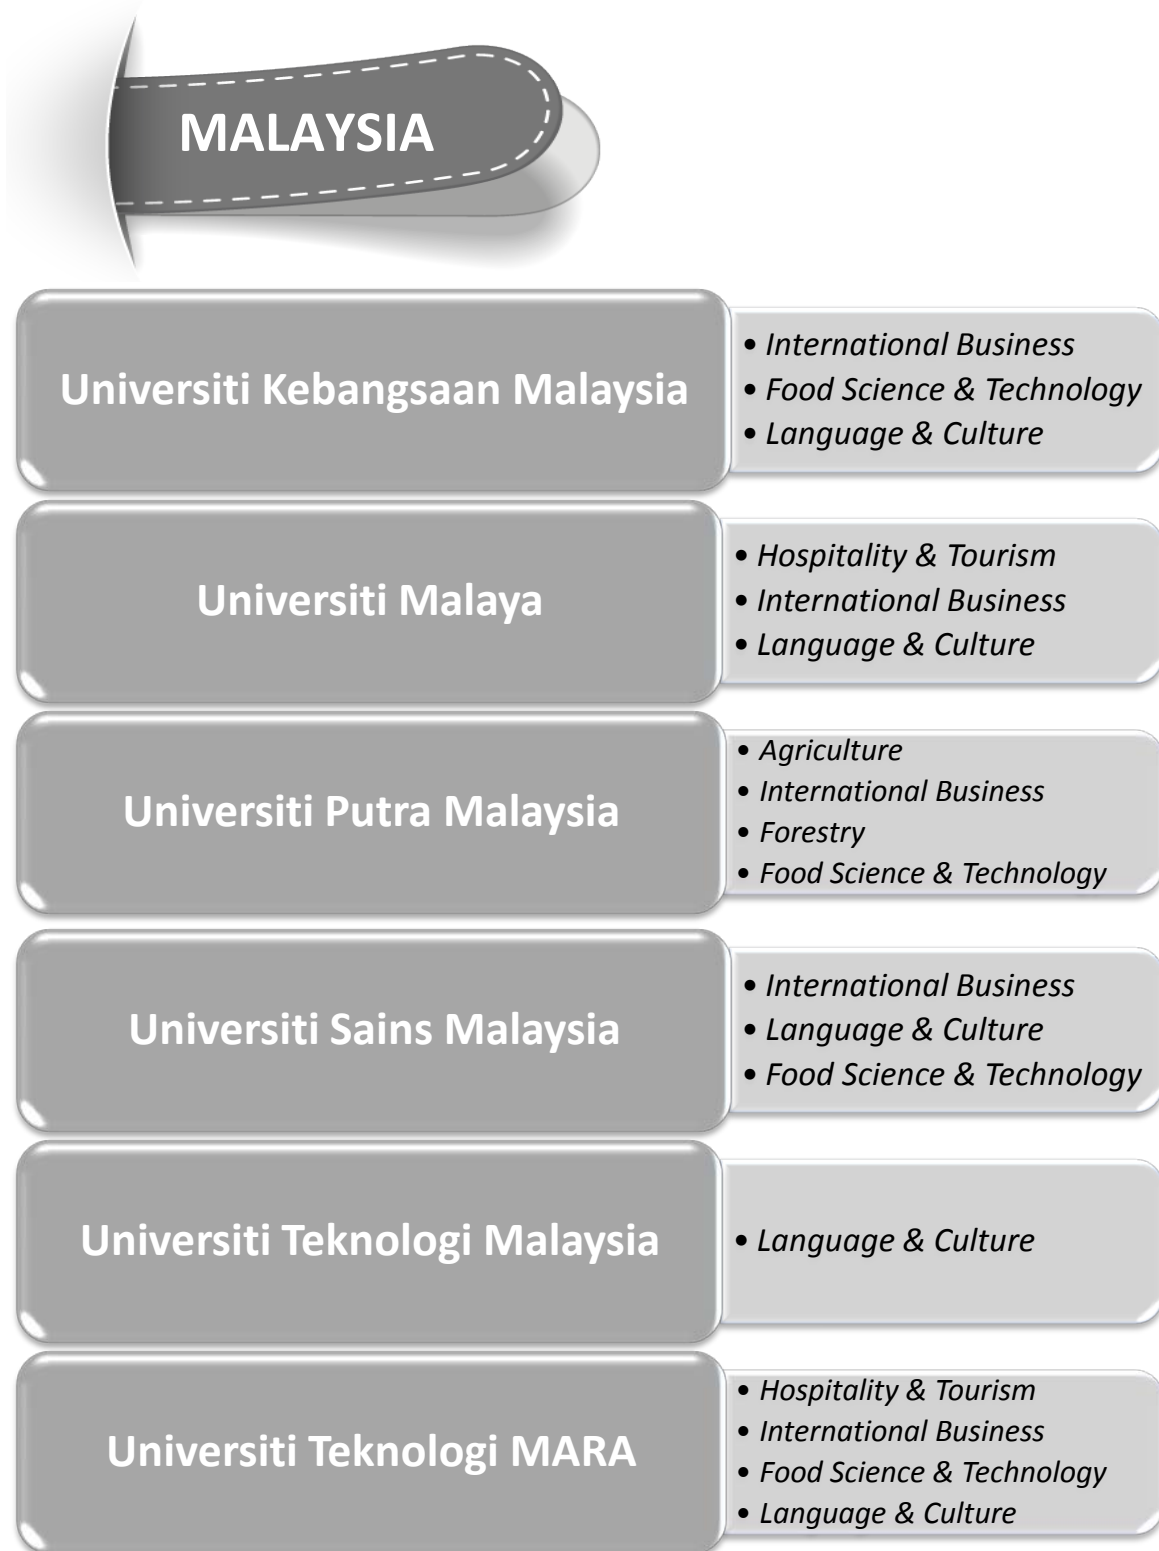 MALAYSIA
Universiti Kebangsaan Malaysia
• International Business
• Food Science & Technology
• Language & Culture
Universiti Malaya
• Hospitality & Tourism
• International Business
• Language & Culture
Universiti Putra Malaysia
• Agriculture
• International Business
• Forestry
• Food Science & Technology
Universiti Sains Malaysia
• International Business
• Language & Culture
• Food Science & Technology
Universiti Teknologi Malaysia
• Language & Culture
Universiti Teknologi MARA
• Hospitality & Tourism
• International Business
• Food Science & Technology
• Language & Culture